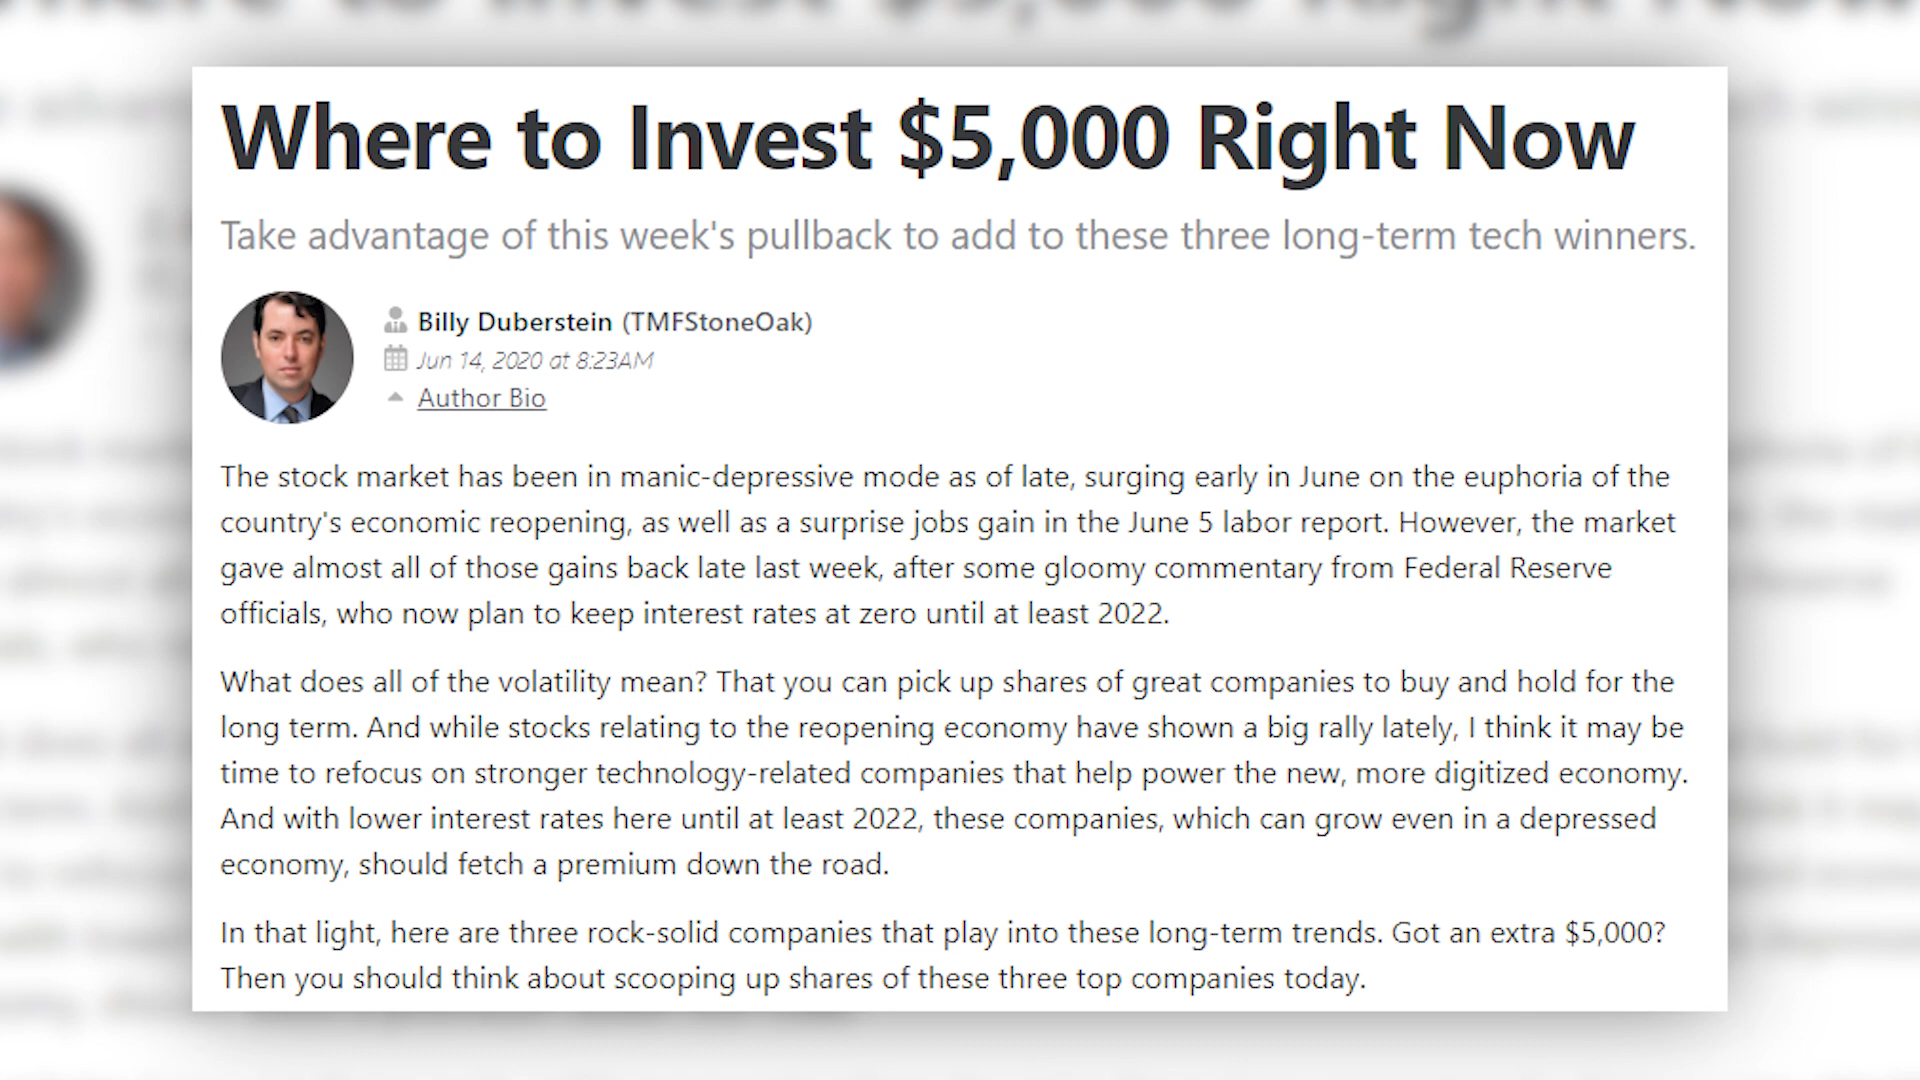 Where to Invest $5,000 Right Now
Take advantage of this week's pullback to add to these three long-term tech winners.
Billy Duberstein (TMFStoneOak)
Jun 14, 2020 at 8:23AM
Author Bio
The stock market has been in manic-depressive mode as of late, surging early in June on the euphoria of the
country's economic reopening, as well as a surprise jobs gain in the June 5 labor report. However, the market
gave almost all of those gains back late last week, after some gloomy commentary from Federal Reserve
officials, who now plan to keep interest rates at zero until at least 2022.
What does all of the volatility mean? That you can pick up shares of great companies to buy and hold for the
long term. And while stocks relating to the reopening economy have shown a big rally lately, I think it may be
time to refocus on stronger technology-related companies that help power the new, more digitized economy.
And with lower interest rates here until at least 2022, these companies, which can grow even in a depressed
economy, should fetch a premium down the road.
In that light, here are three rock-solid companies that play into these long-term trends. Got an extra $5,000?
Then you should think about scooping up shares of these three top companies today.